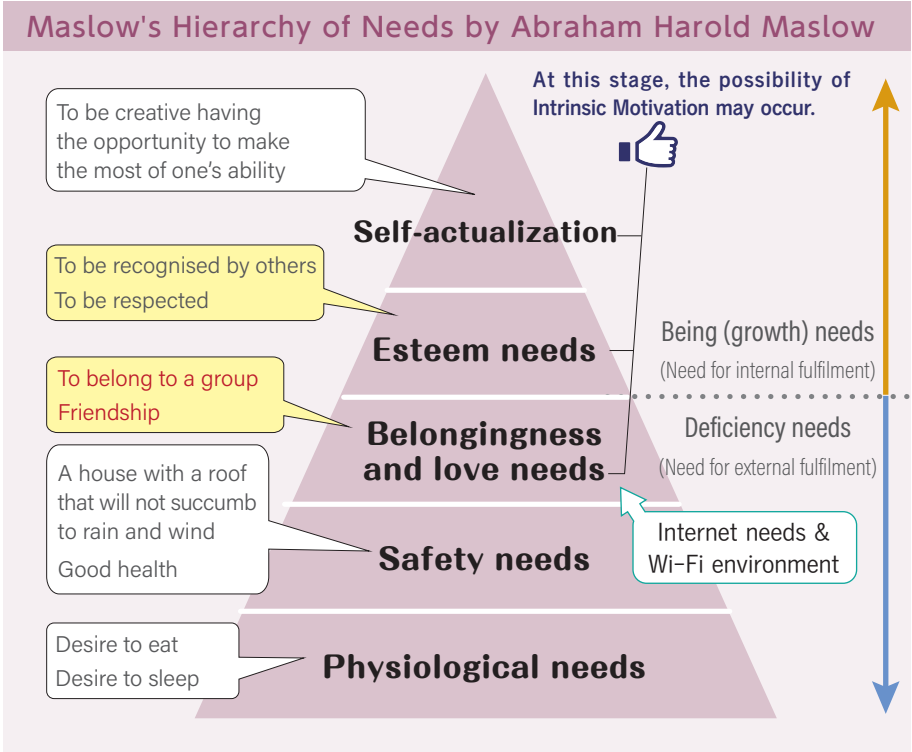 Maslow's Hierarchy of Needs by Abraham Harold Maslow
At this stage, the possibility of
Intrinsic Motivation may occur.
To be creative having
the opportunity to make
the most of one's ability
Self-actualization
To be recognised by others
To be respected
Esteem needs
Being (growth) needs
(Need for internal fulfilment)
To belong to a group
Friendship
Belongingness
and love needs
Deficiency needs
(Need for external fulfilment)
A house with a roof
that will not succumb
to rain and wind
Good health
Safety needs
Internet needs &
Wi-Fi environment
Desire to eat
Desire to sleep
Physiological needs